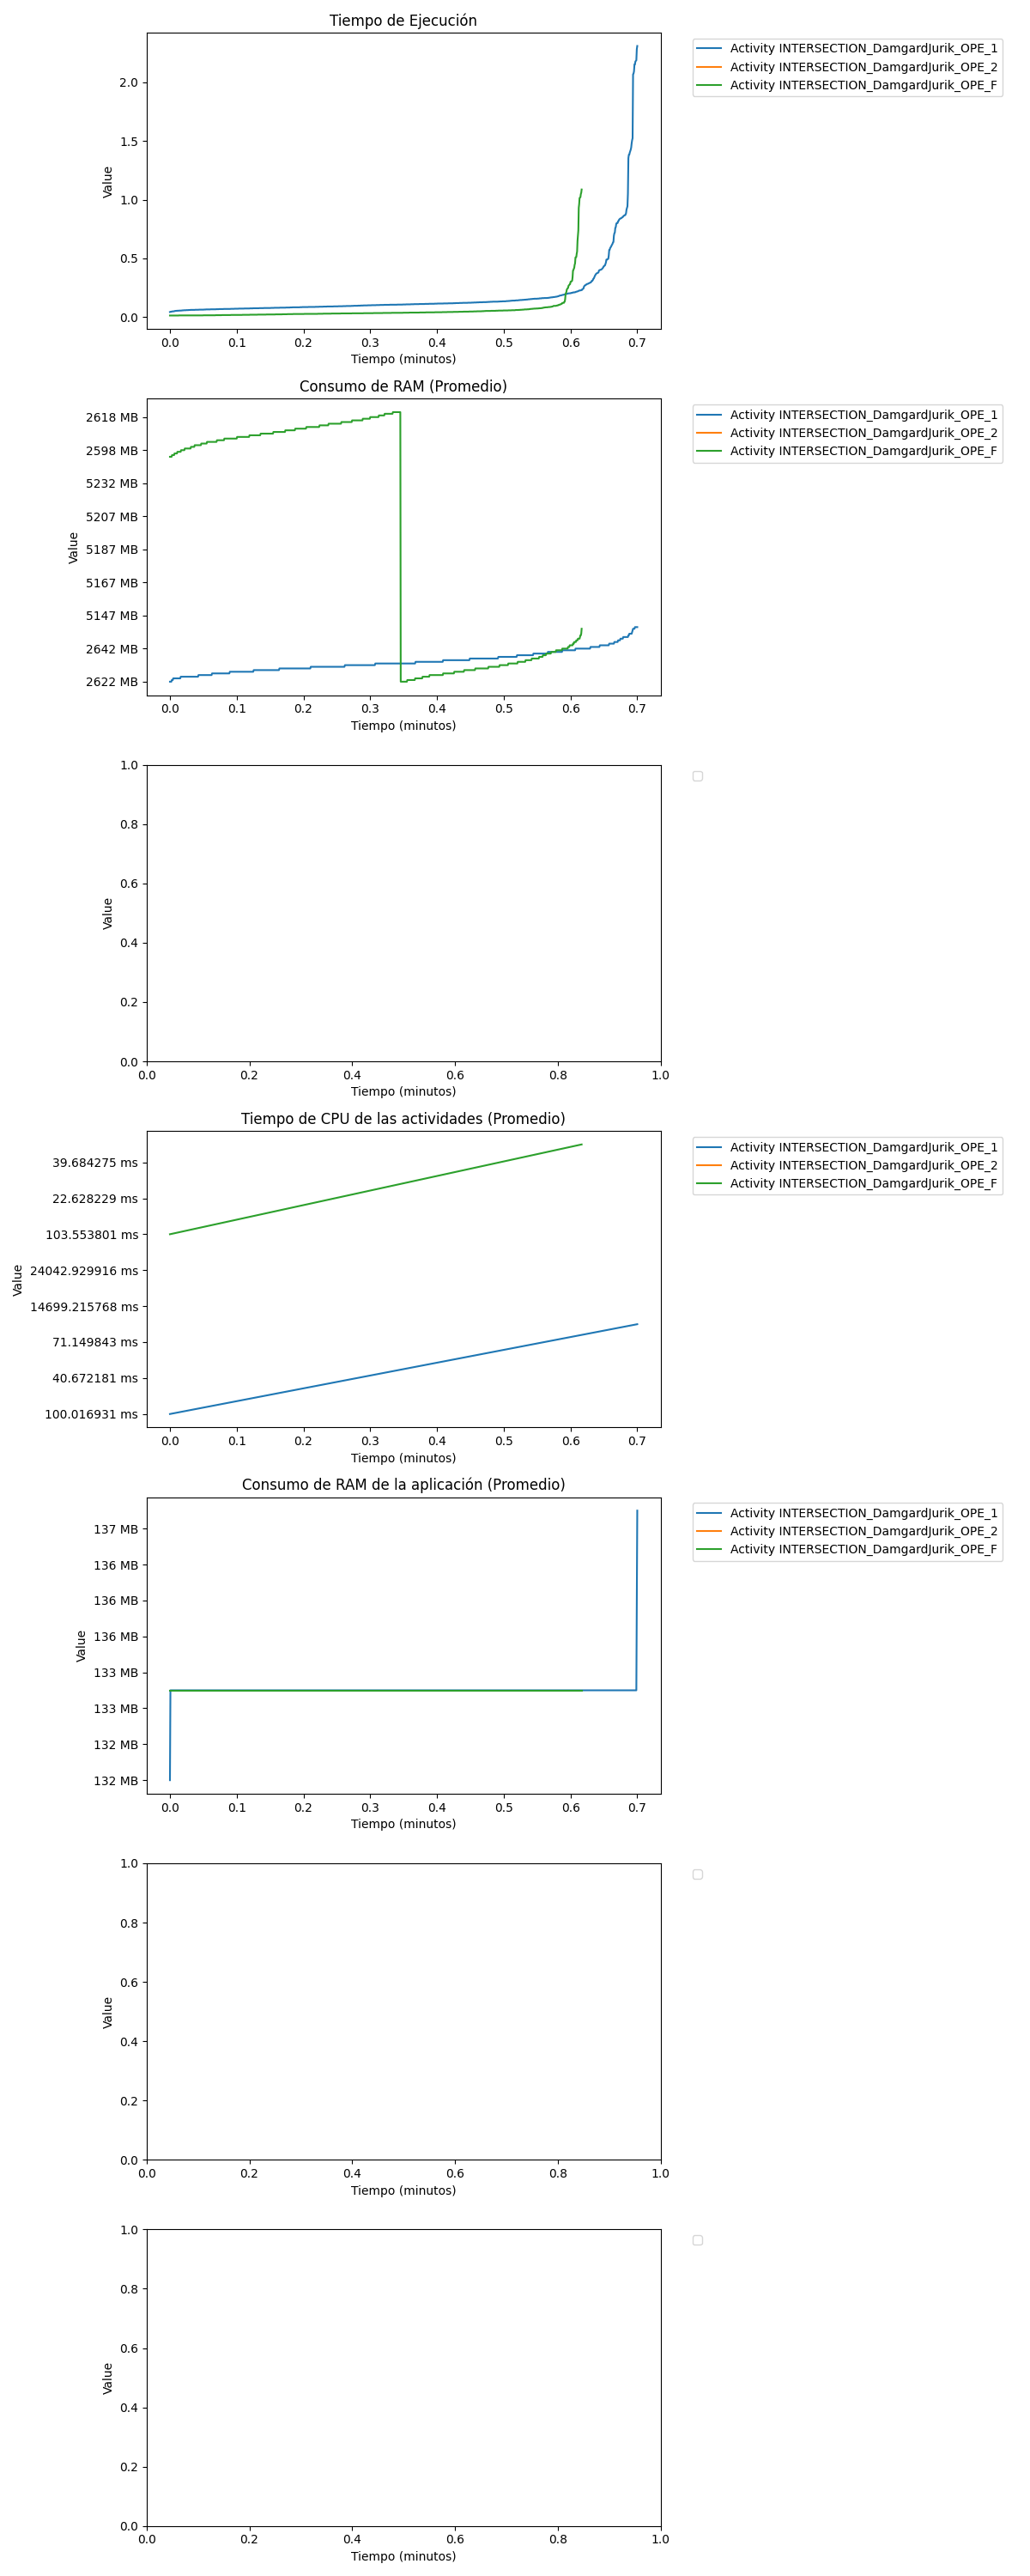 Tiempo de Ejecución
Activity INTERSECTION_DamgardJurik_OPE_1
Activity INTERSECTION_DamgardJurik_OPE_2
Activity INTERSECTION_DamgardJurik_OPE_F
2.0
1.5
1.0
0.5
0.0
Value
0.0 0.1 0.2 0.3 0.4 0.5 0.6 0.7
Tiempo (minutos)
Consumo de RAM (Promedio)
Activity INTERSECTION_DamgardJurik_OPE_1
Activity INTERSECTION_DamgardJurik_OPE_2
Activity INTERSECTION_DamgardJurik_OPE_F
2618 MB
2598 MB
5232 MB
5207 MB
5187 MB
5167 MB
5147 MB
2642 MB
2622 MB
Value
0.0 0.1 0.2 0.3 0.4 0.5 0.6 0.7
Tiempo (minutos)
1.0
0.8
0.6
0.4
0.2
0.0
Value
0.0 0.2 0.4 0.6 0.8 1.0
Tiempo (minutos)
Tiempo de CPU de las actividades (Promedio)
Activity INTERSECTION_DamgardJurik_OPE_1
Activity INTERSECTION_DamgardJurik_OPE_2
Activity INTERSECTION_DamgardJurik_OPE_F
39.684275 ms
22.628229 ms
103.553801 ms
24042.929916 ms
14699.215768 ms
71.149843 ms
40.672181 ms
100.016931 ms
Value
0.0 0.1 0.2 0.3 0.4 0.5 0.6 0.7
Tiempo (minutos)
Consumo de RAM de la aplicación (Promedio)
Activity INTERSECTION_DamgardJurik_OPE_1
Activity INTERSECTION_DamgardJurik_OPE_2
Activity INTERSECTION_DamgardJurik_OPE_F
137 MB
136 MB
136 MB
136 MB
133 MB
133 MB
132 MB
132 MB
Value
0.0 0.1 0.2 0.3 0.4 0.5 0.6 0.7
Tiempo (minutos)
1.0
0.8
0.6
0.4
0.2
0.0
Value
0.0 0.2 0.4 0.6 0.8 1.0
Tiempo (minutos)
1.0
0.8
0.6
0.4
0.2
0.0
Value
0.0 0.2 0.4 0.6 0.8 1.0
Tiempo (minutos)